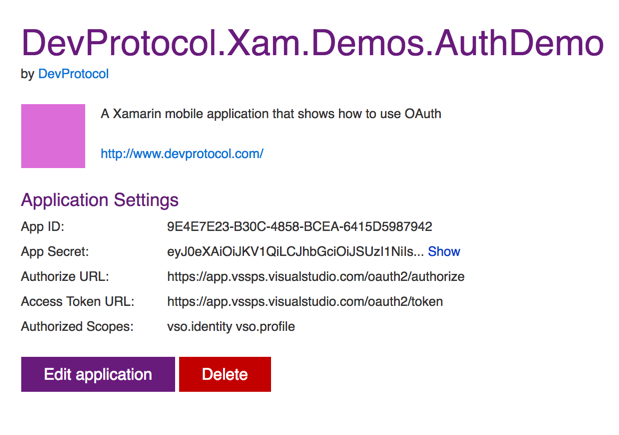 DevProtocol.Xam.Demos.AuthDemo
by DevProtocol
A Xamarin mobile application that shows how to use OAuth
http://www.devprotocol.com/
Application Settings
App ID: 9E4E7E23-B30C-4858-BCEA-6415D5987942
App Secret: eyJ0eXAiOiJKV1QiLCJhbGciOiJSUzI1NiIs... Show
Authorize URL: https://app.vssps.visualstudio.com/oauth2/authorize
Access Token URL: https://app.vssps.visualstudio.com/oauth2/token
Authorized Scopes: vso.identity vso.profile
Edit application Delete